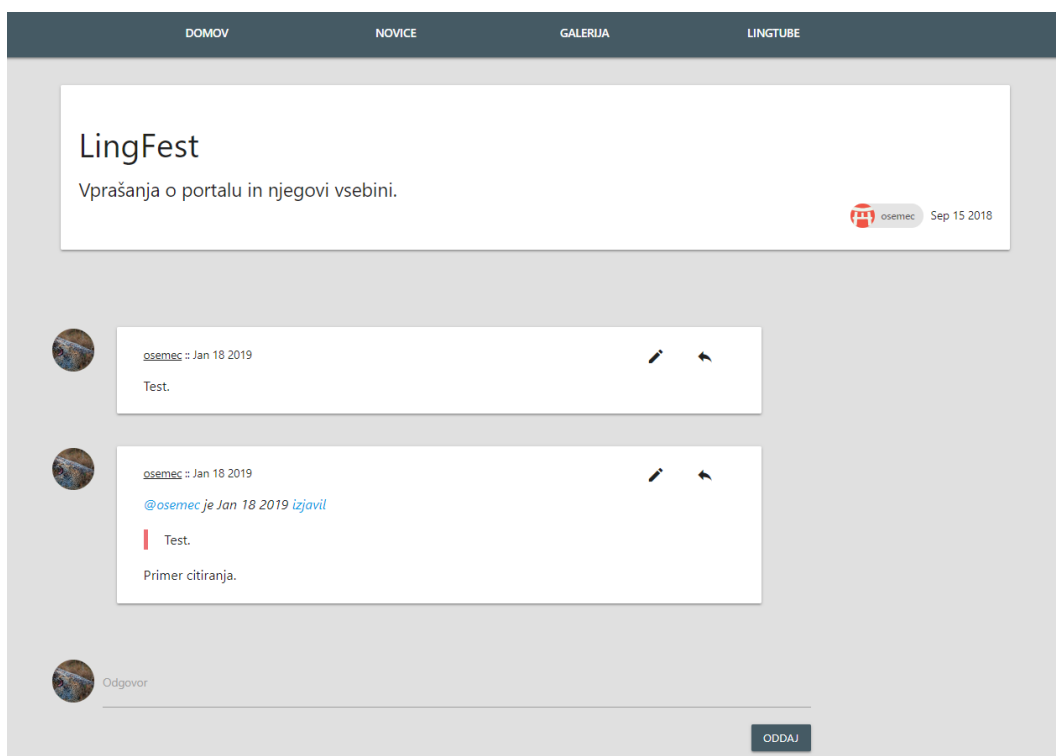 DOMOV NOVICE GALERIJA LINGTUBE
LingFest
Vprašanja o portalu in njegovi vsebini.
osemec Sep 15 2018
osemec :: Jan 18 2019
Test.
osemec :: Jan 18 2019
@osemec je Jan 18 2019 izjavil
Test.
Primer citiranja.
Odgovor
ODDAJ